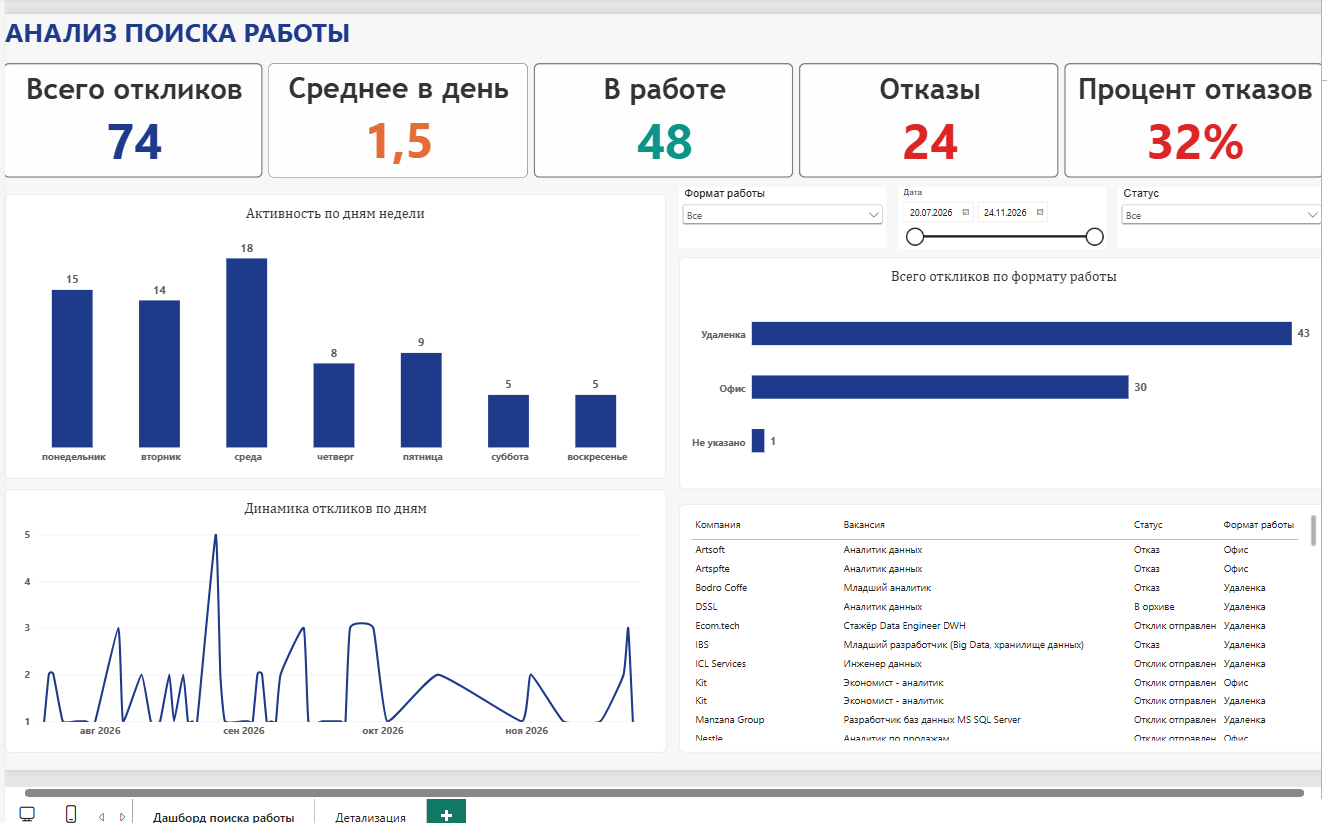 АНАЛИЗ ПОИСКА РАБОТЫ
Всего откликов
74
Среднее в день
1,5
В работе
48
Отказы
24
Процент отказов
32%
Активность по дням недели
15
14
18
8
9
5
5
понедельник вторник среда четверг пятница суббота воскресенье
Формат работы
Все
Дата
20.07.2026 24.11.2026
Статус
Все
Всего откликов по формату работы
Удаленка 43
Офис 30
Не указано 1
Динамика откликов по дням
5
4
3
2
1
авг 2026 сен 2026 окт 2026 ноя 2026
Компания Вакансия Статус Формат работы
Artsoft Аналитик данных Отказ Офис
Artspfte Аналитик данных Отказ Офис
Bodro Coffe Младший аналитик Отказ Удаленка
DSSL Аналитик данных В орхиве Удаленка
Ecom.tech Стажёр Data Engineer DWH Отклик отправлен Удаленка
IBS Младший разработчик (Big Data, хранилище данных) Отказ Удаленка
ICL Services Инженер данных Отклик отправлен Удаленка
Kit Экономист - аналитик Отклик отправлен Офис
Kit Экономист - аналитик Отклик отправлен Удаленка
Manzana Group Разработчик баз данных MS SQL Server Отклик отправлен Удаленка
Nestle Аналитик по продажам Отклик отправлен Офис
Дашборд поиска работы Детализация +